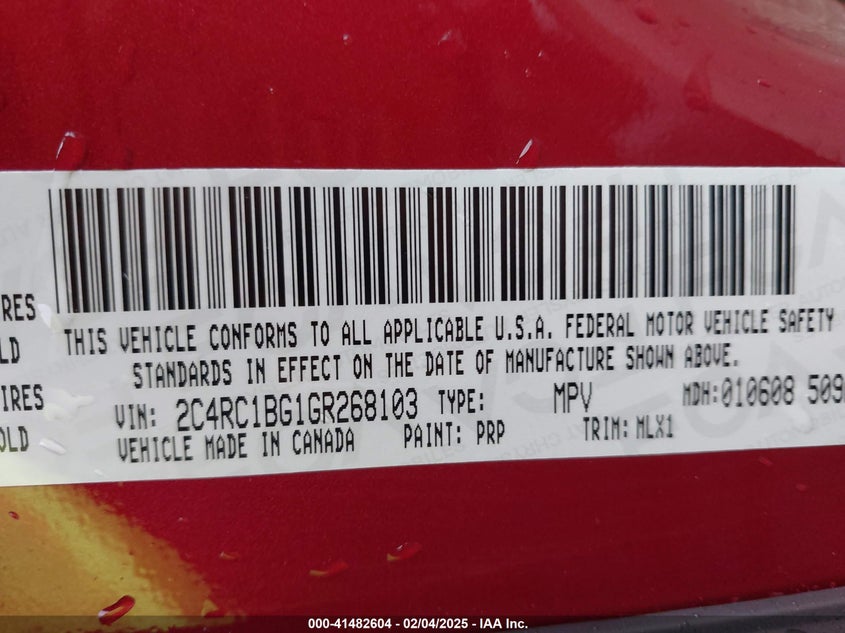 THIS VEHICLE CONFORMS TO ALL APPLICABLE U.S.A. FEDERAL MOTOR VEHICLE SAFETY
STANDARDS IN EFFECT ON THE DATE OF MANUFACTURE SHOWN ABOVE.
VIN: 2C4RC1BG1GR268103 TYPE: MPV MDH:010608 509
VEHICLE MADE IN CANADA PAINT: PRP TRIM: MLX1
RES
LD
IRES
OLD
000-41482604 - 02/04/2025 - IAA Inc.